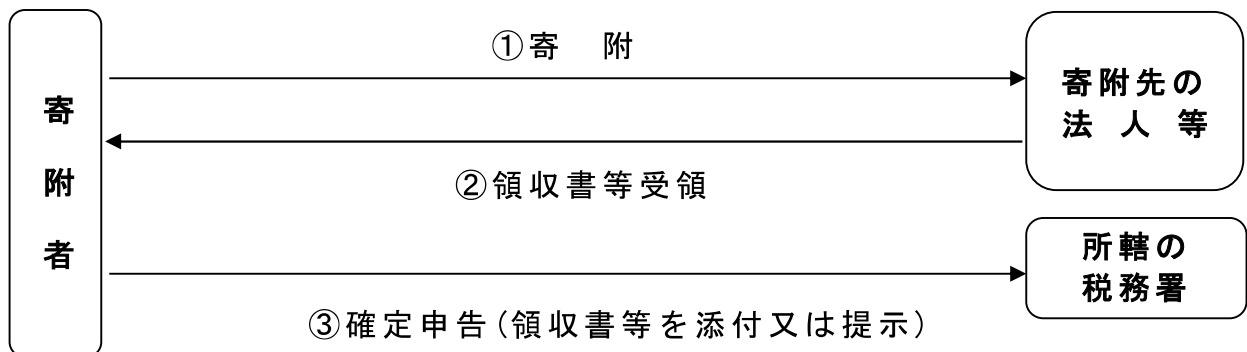 ①寄　附
寄附者
寄附先の
法人等
②領収書等受領
所轄の
税務署
③確定申告(領収書等を添付又は提示)